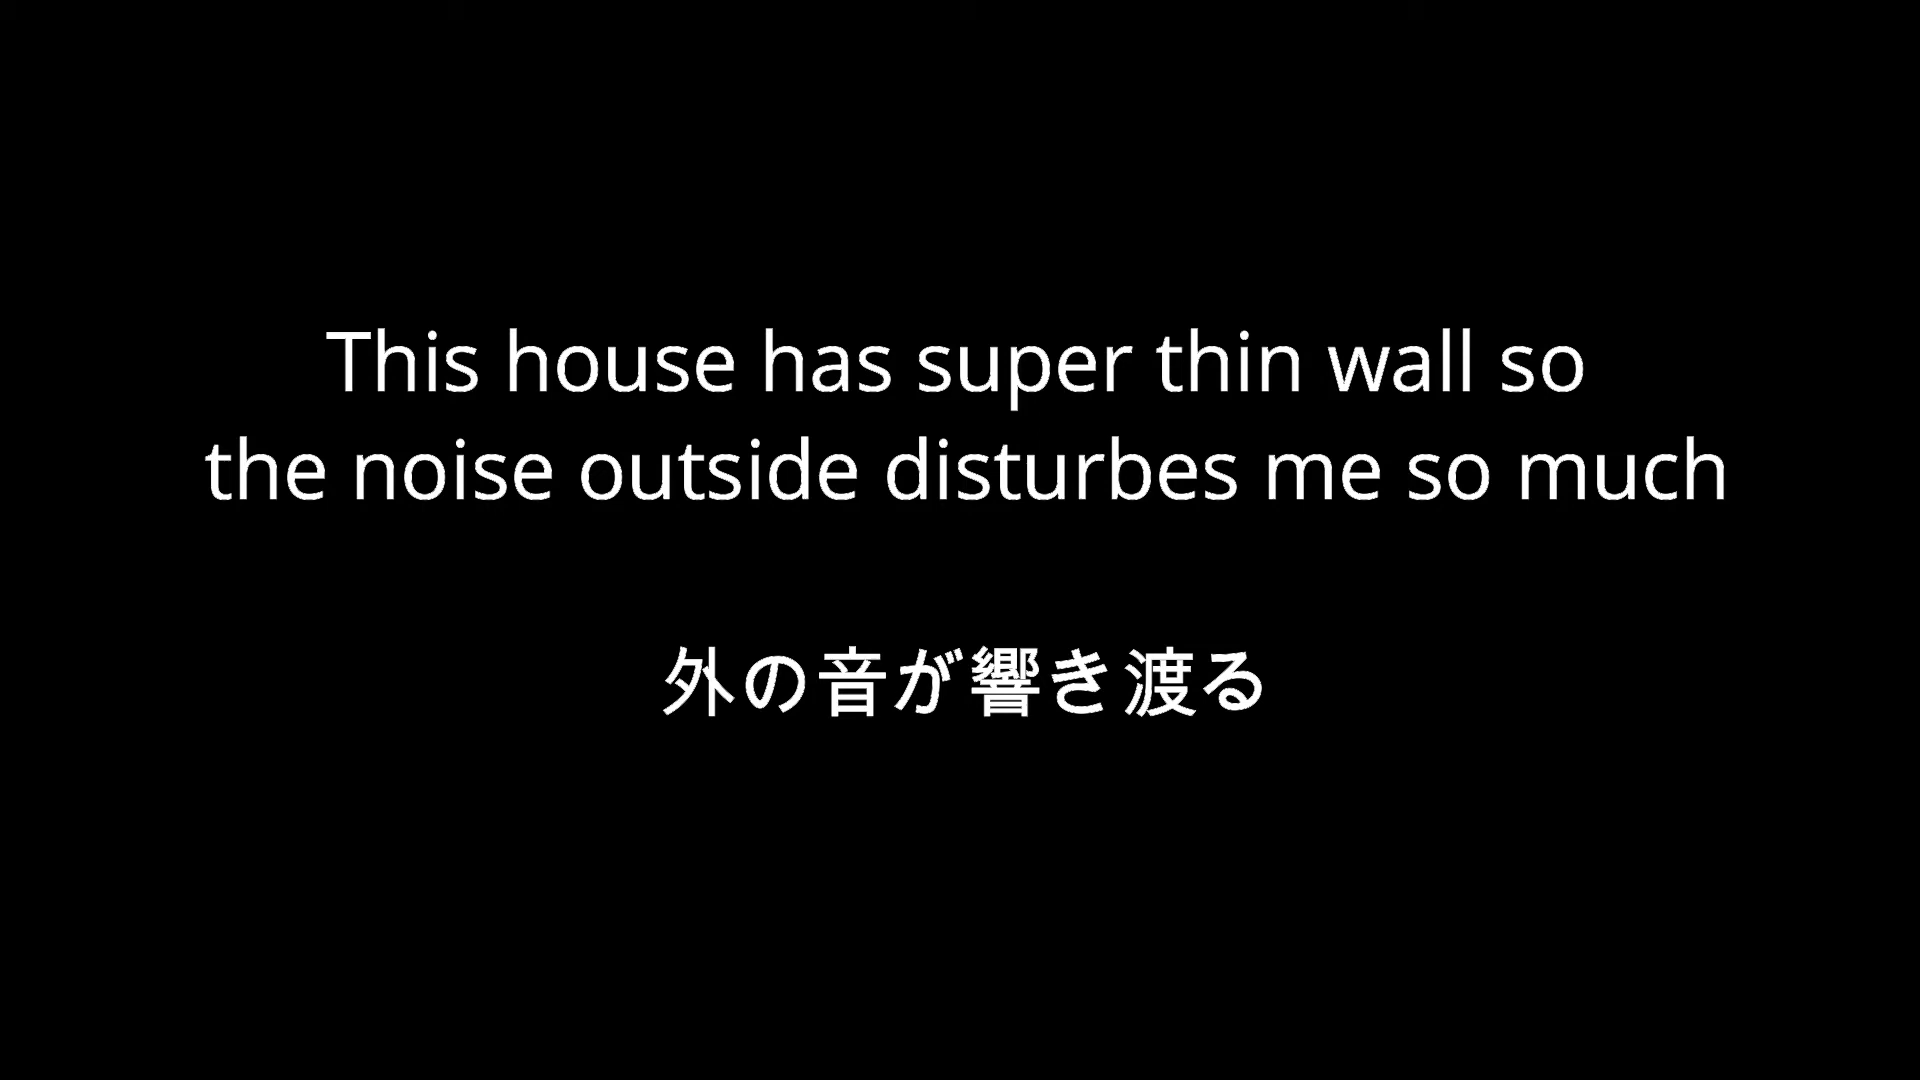 This house has super thin wall so
the noise outside disturbes me so much
外の音が響き渡る